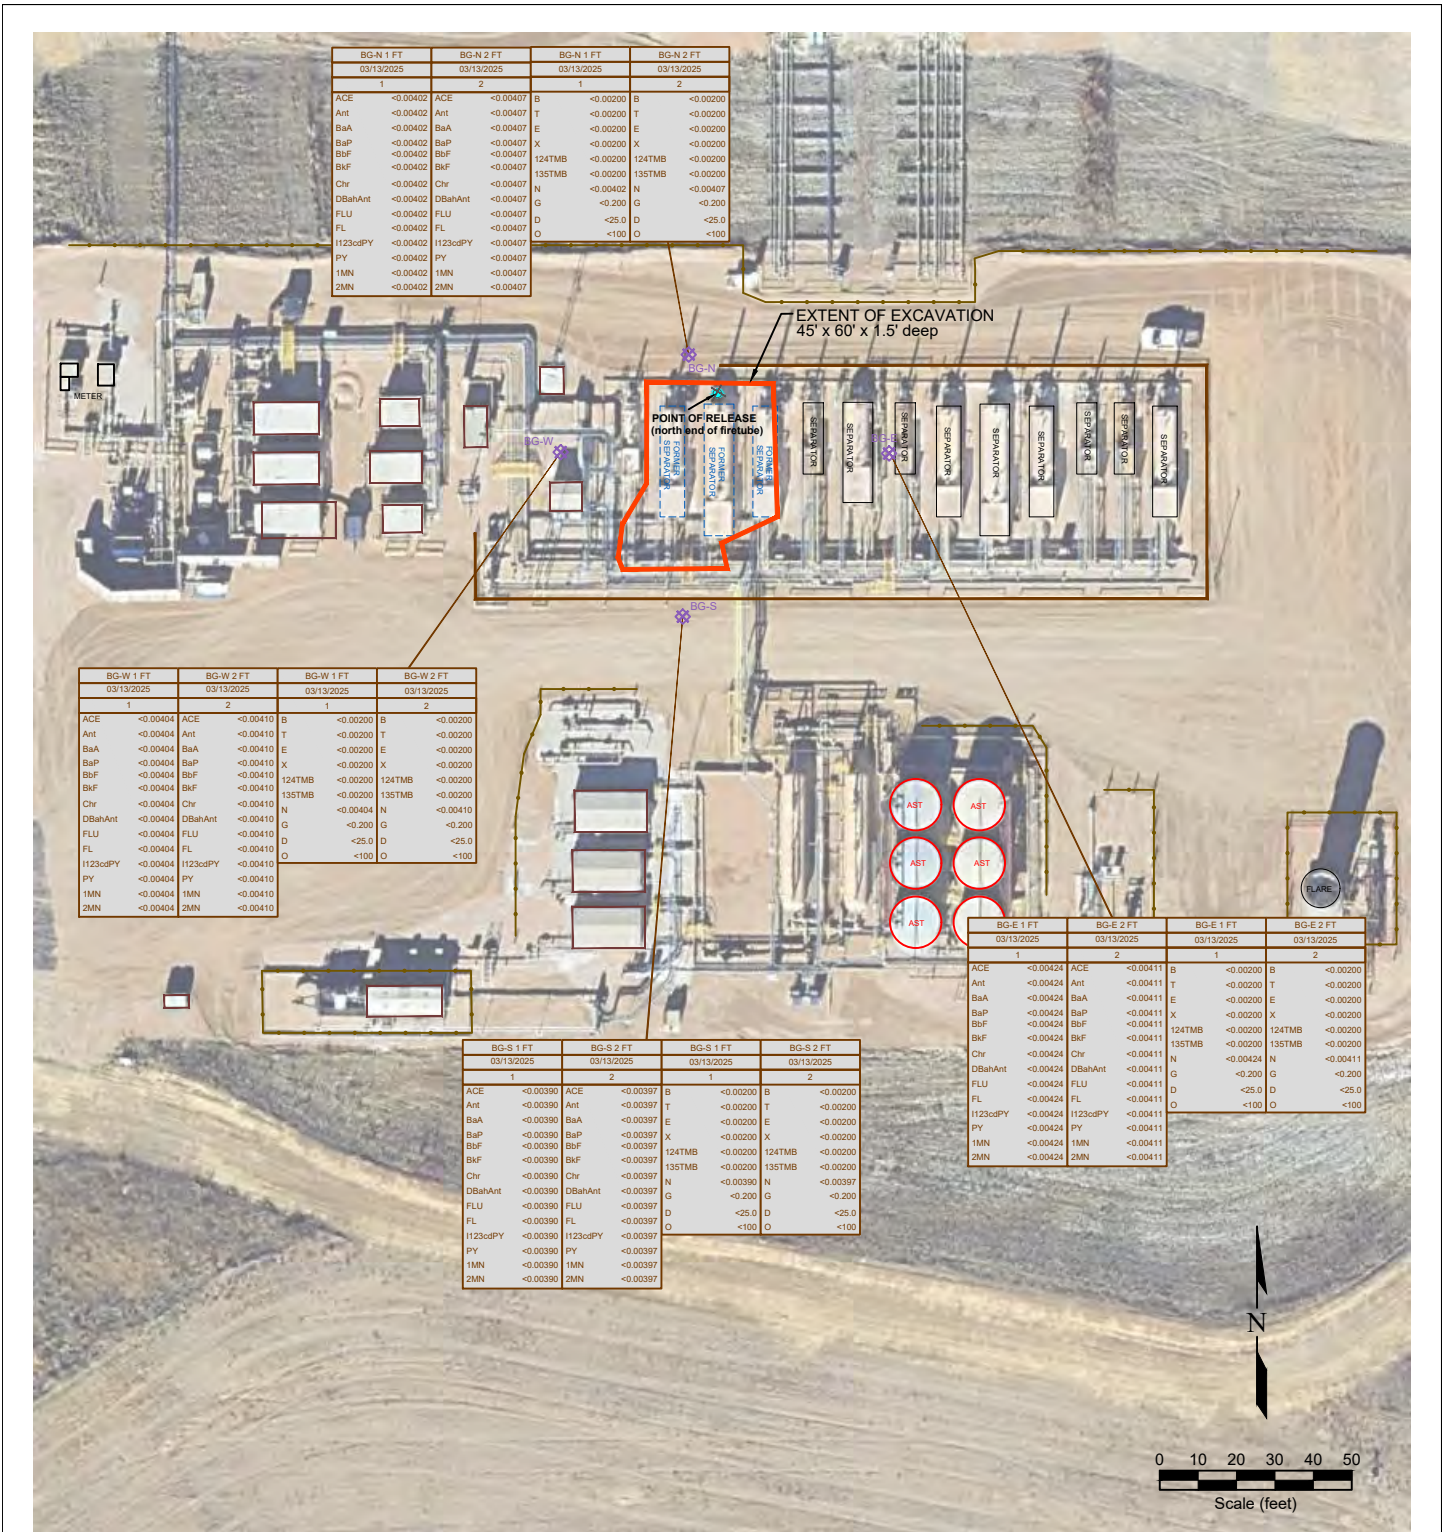 BG-N 1 FT BG-N 2 FT BG-N 1 FT BG-N 2 FT
03/13/2025 03/13/2025 03/13/2025 03/13/2025
1 2 1 2
ACE <0.00402 ACE <0.00407 B <0.00200 B <0.00200
Ant <0.00402 Ant <0.00407 T <0.00200 T <0.00200
BaA <0.00402 BaA <0.00407 E <0.00200 E <0.00200
BaP <0.00402 BaP <0.00407 X <0.00200 X <0.00200
BbF <0.00402 BbF <0.00407 124TMB <0.00200 124TMB <0.00200
BkF <0.00402 BkF <0.00407 135TMB <0.00200 135TMB <0.00200
Chr <0.00402 Chr <0.00407 N <0.00402 N <0.00407
DBahAnt <0.00402 DBahAnt <0.00407 G <0.200 G <0.200
FLU <0.00402 FLU <0.00407 D <25.0 D <25.0
FL <0.00402 FL <0.00407 O <100 O <100
I123cdPY <0.00402 I123cdPY <0.00407
PY <0.00402 PY <0.00407
1MN <0.00402 1MN <0.00407
2MN <0.00402 2MN <0.00407
EXTENT OF EXCAVATION
45' x 60' x 1.5' deep
BG-N
METER
POINT OF RELEASE
(north end of firetube)
BG-W
BG-E
FORMER SEPARATOR
FORMER SEPARATOR
FORMER SEPARATOR
SEPARATOR
SEPARATOR
SEPARATOR
SEPARATOR
SEPARATOR
SEPARATOR
SEPARATOR
SEPARATOR
SEPARATOR
BG-S
BG-W 1 FT BG-W 2 FT BG-W 1 FT BG-W 2 FT
03/13/2025 03/13/2025 03/13/2025 03/13/2025
1 2 1 2
ACE <0.00404 ACE <0.00410 B <0.00200 B <0.00200
Ant <0.00404 Ant <0.00410 T <0.00200 T <0.00200
BaA <0.00404 BaA <0.00410 E <0.00200 E <0.00200
BaP <0.00404 BaP <0.00410 X <0.00200 X <0.00200
BbF <0.00404 BbF <0.00410 124TMB <0.00200 124TMB <0.00200
BkF <0.00404 BkF <0.00410 135TMB <0.00200 135TMB <0.00200
Chr <0.00404 Chr <0.00410 N <0.00404 N <0.00410
DBahAnt <0.00404 DBahAnt <0.00410 G <0.200 G <0.200
FLU <0.00404 FLU <0.00410 D <25.0 D <25.0
FL <0.00404 FL <0.00410 O <100 O <100
I123cdPY <0.00404 I123cdPY <0.00410
PY <0.00404 PY <0.00410
1MN <0.00404 1MN <0.00410
2MN <0.00404 2MN <0.00410
AST AST
AST AST
AST
FLARE
BG-E 1 FT BG-E 2 FT BG-E 1 FT BG-E 2 FT
03/13/2025 03/13/2025 03/13/2025 03/13/2025
1 2 1 2
ACE <0.00424 ACE <0.00411 B <0.00200 B <0.00200
Ant <0.00424 Ant <0.00411 T <0.00200 T <0.00200
BaA <0.00424 BaA <0.00411 E <0.00200 E <0.00200
BaP <0.00424 BaP <0.00411 X <0.00200 X <0.00200
BbF <0.00424 BbF <0.00411 124TMB <0.00200 124TMB <0.00200
BkF <0.00424 BkF <0.00411 135TMB <0.00200 135TMB <0.00200
Chr <0.00424 Chr <0.00411 N <0.00424 N <0.00411
DBahAnt <0.00424 DBahAnt <0.00411 G <0.200 G <0.200
FLU <0.00424 FLU <0.00411 D <25.0 D <25.0
FL <0.00424 FL <0.00411 O <100 O <100
I123cdPY <0.00424 I123cdPY <0.00411
PY <0.00424 PY <0.00411
1MN <0.00424 1MN <0.00411
2MN <0.00424 2MN <0.00411
BG-S 1 FT BG-S 2 FT BG-S 1 FT BG-S 2 FT
03/13/2025 03/13/2025 03/13/2025 03/13/2025
1 2 1 2
ACE <0.00390 ACE <0.00397 B <0.00200 B <0.00200
Ant <0.00390 Ant <0.00397 T <0.00200 T <0.00200
BaA <0.00390 BaA <0.00397 E <0.00200 E <0.00200
BaP <0.00390 BaP <0.00397 X <0.00200 X <0.00200
BbF <0.00390 BbF <0.00397 124TMB <0.00200 124TMB <0.00200
BkF <0.00390 BkF <0.00397 135TMB <0.00200 135TMB <0.00200
Chr <0.00390 Chr <0.00397 N <0.00390 N <0.00397
DBahAnt <0.00390 DBahAnt <0.00397 G <0.200 G <0.200
FLU <0.00390 FLU <0.00397 D <25.0 D <25.0
FL <0.00390 FL <0.00397 O <100 O <100
I123cdPY <0.00390 I123cdPY <0.00397
PY <0.00390 PY <0.00397
1MN <0.00390 1MN <0.00397
2MN <0.00390 2MN <0.00397
N
0 10 20 30 40 50
Scale (feet)